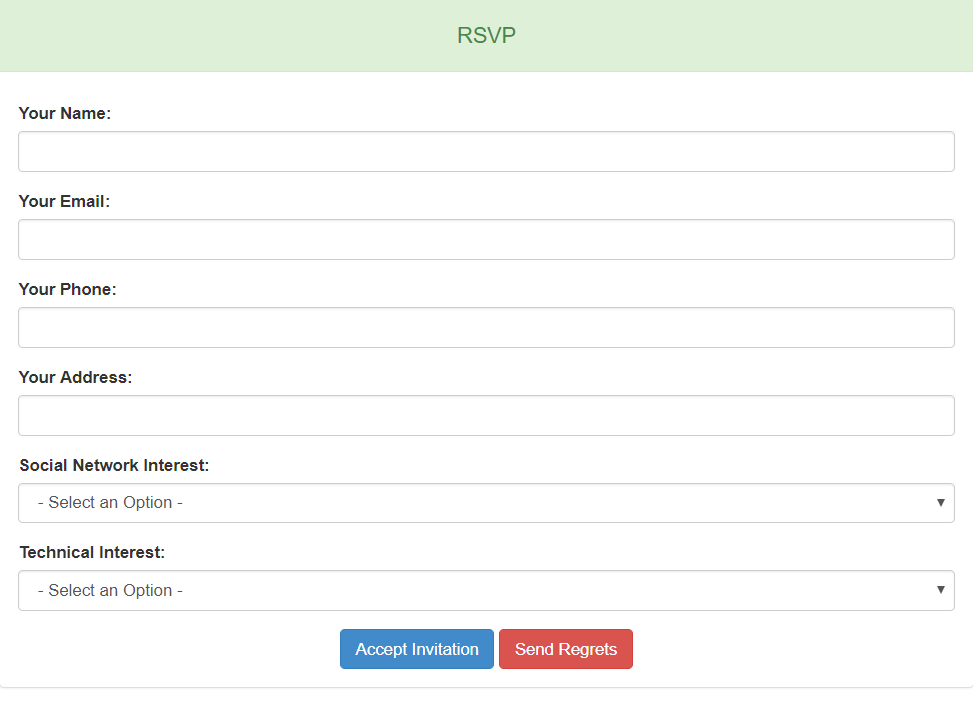 RSVP
Your Name:
Your Email:
Your Phone:
Your Address:
Social Network Interest:
- Select an Option -
Technical Interest:
- Select an Option -
Accept Invitation Send Regrets